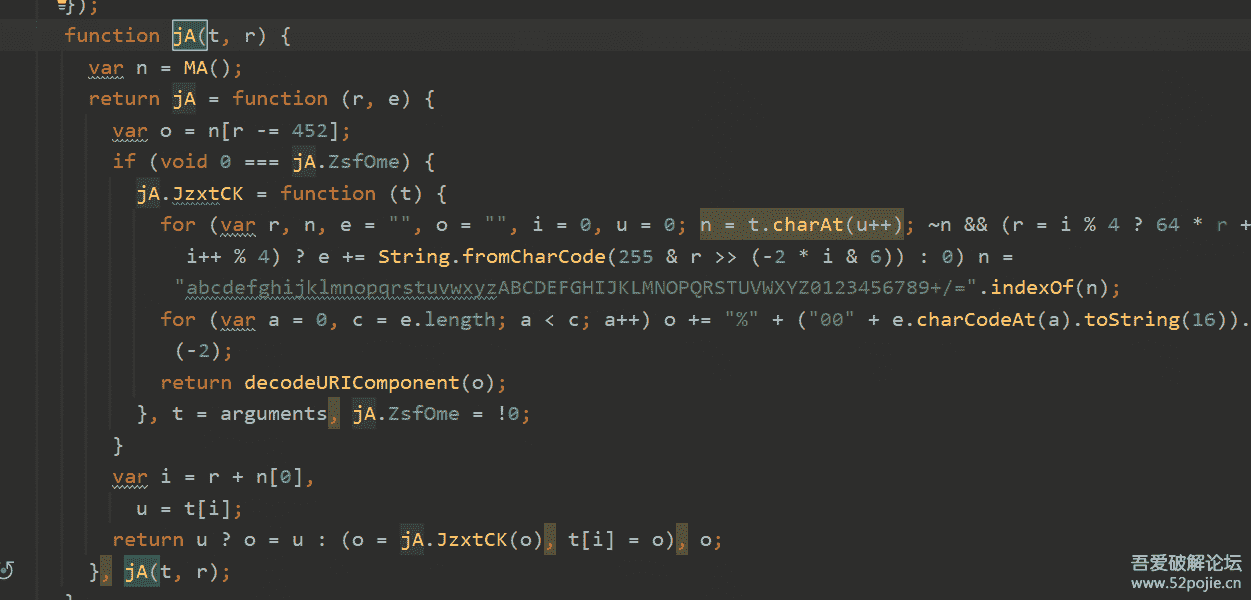 });
function jA(t, r) {
var n = MA();
return jA = function (r, e) {
var o = n[r -= 452];
if (void 0 === jA.ZsfOme) {
jA.JzxtCK = function (t) {
for (var r, n, e = "", o = "", i = 0, u = 0; n = t.charAt(u++); ~n && (r = i % 4 ? 64 * r +
i++ % 4) ? e += String.fromCharCode(255 & r >> (-2 * i & 6)) : 0) n =
"abcdefghijklmnopqrstuvwxyzABCDEFGHIJKLMNOPQRSTUVWXYZ0123456789+/=".indexOf(n);
for (var a = 0, c = e.length; a < c; a++) o += "%" + ("00" + e.charCodeAt(a).toString(16)).
(-2);
return decodeURIComponent(o);
}, t = arguments, jA.ZsfOme = !0;
}
var i = r + n[0],
u = t[i];
return u ? o = u : (o = jA.JzxtCK(o), t[i] = o), o;
}, jA(t, r);
吾爱破解论坛
www.52pojie.cn